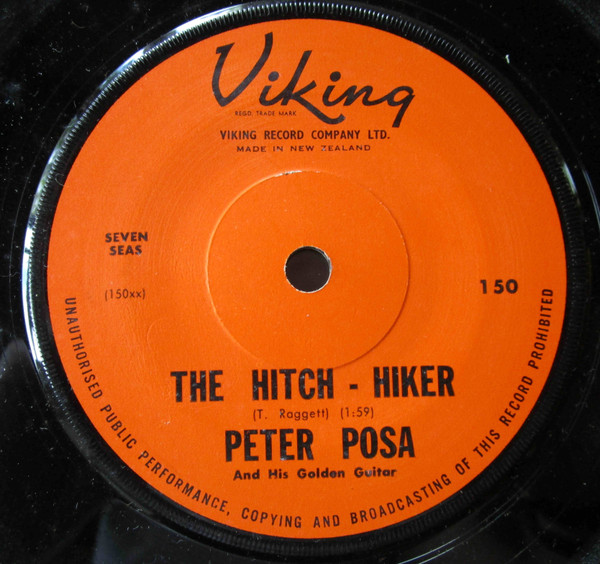 Viking
REGD. TRADE MARK
VIKING RECORD COMPANY LTD.
MADE IN NEW ZEALAND
SEVEN
SEAS
(150xx)
150
THE HITCH - HIKER
(T. Raggett) (1:59)
PETER POSA
And His Golden Guitar
UNAUTHORISED PUBLIC PERFORMANCE, COPYING AND BROADCASTING OF THIS RECORD PROHIBITED